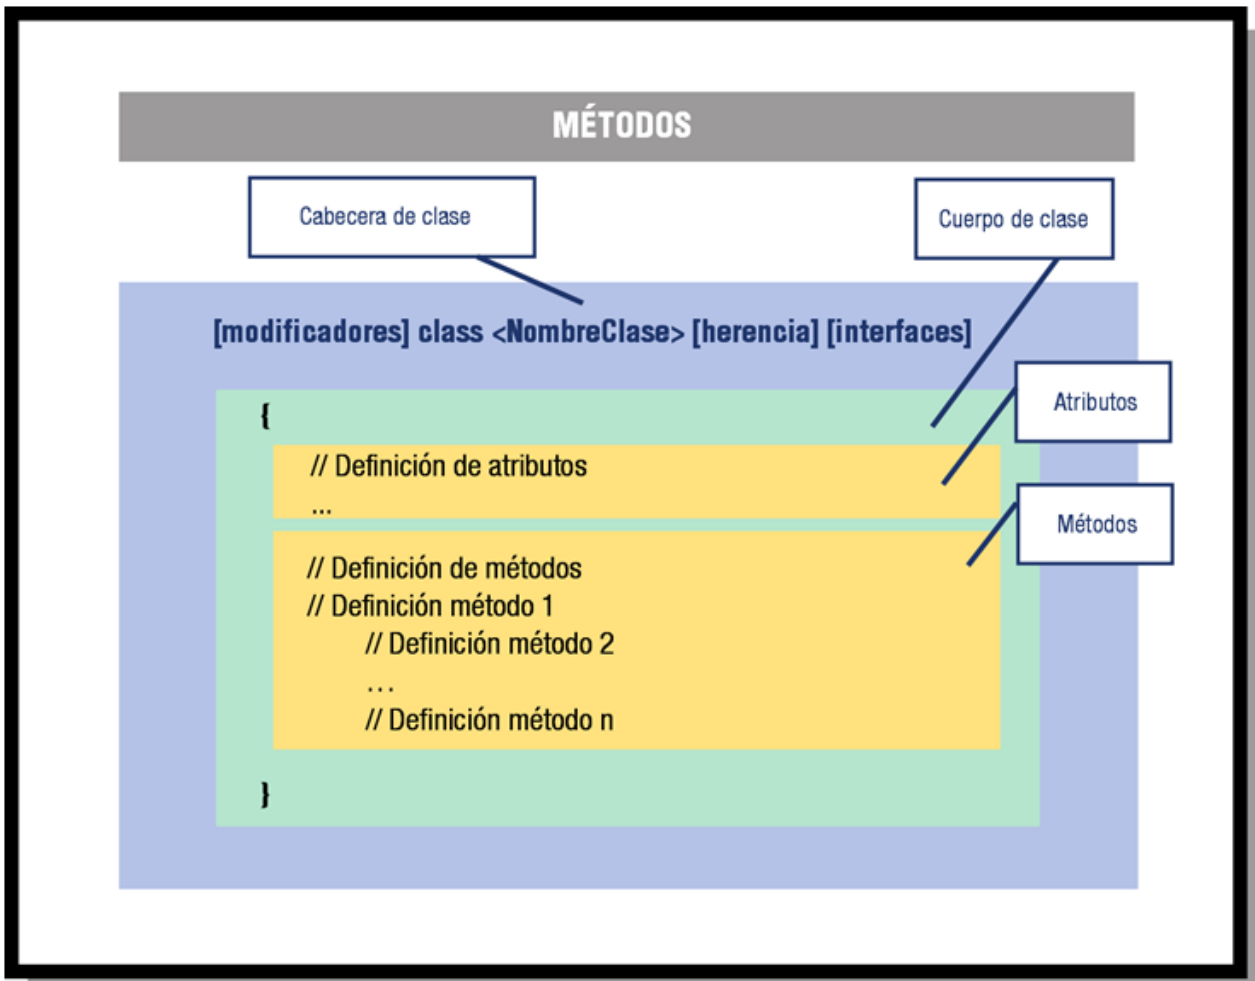 MÉTODOS
Cabecera de clase
Cuerpo de clase
[modificadores] class <NombreClase> [herencia] [interfaces]
Atributos
{
// Definición de atributos
...
Métodos
// Definición de métodos
// Definición método 1
// Definición método 2
...
// Definición método n
}